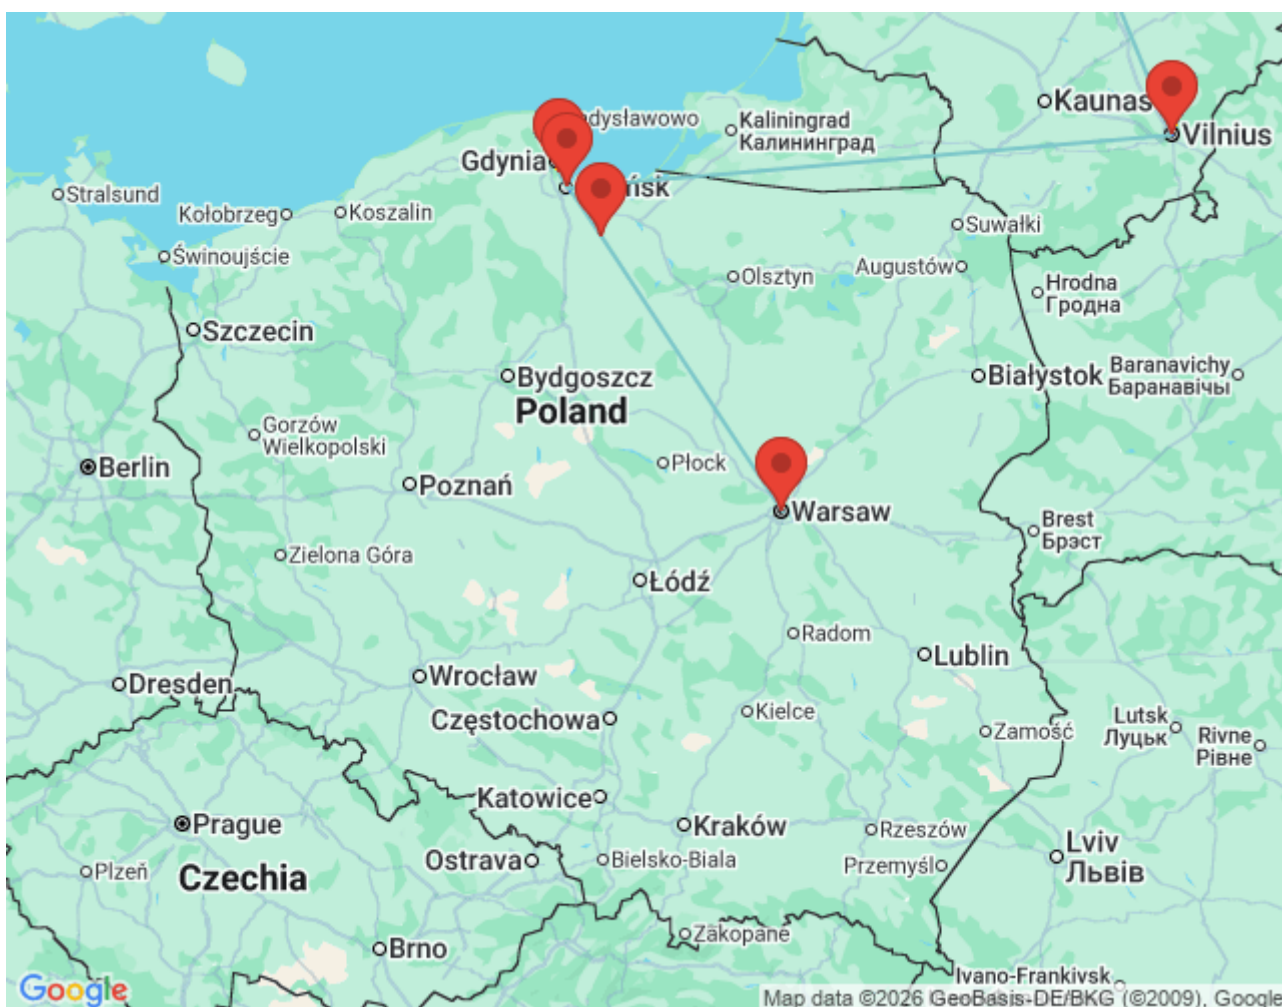 Kaunas
Vilnius
adysławowo
Kaliningrad
Калининград
Gdynia
ńsk
Stralsund
Kołobrzeg
Koszalin
Suwałki
Świnoujście
Augustów
Olsztyn
Hrodna
Гродна
Szczecin
Baranavichy
Баранавічы
Bydgoszcz
Białystok
Poland
Gorzów
Wielkopolski
Berlin
Płock
Poznań
Warsaw
Brest
Брэст
Zielona Góra
Łódź
Radom
Lublin
Wrocław
Dresden
Częstochowa
Kielce
Zamość
Lutsk
Луцьк
Rivne
Рівне
Katowice
Prague
Kraków
Rzeszów
Lviv
Львів
Ostrava
Bielsko-Biala
Przemyśl
Plzeň
Czechia
Zakopane
Brno
Ivano-Frankivsk
Google
Map data ©2026 GeoBasis-DE/BKG (©2009), Google